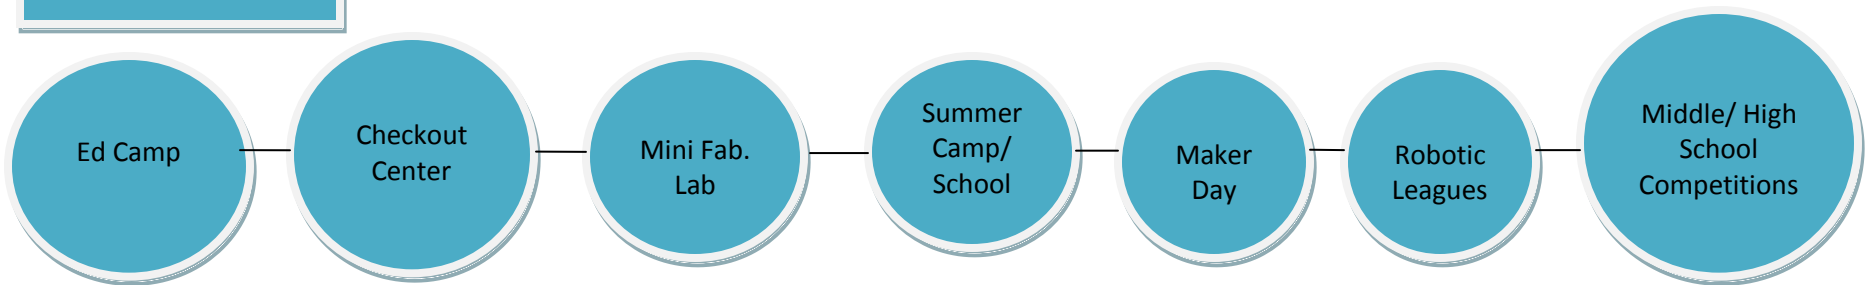 Ed Camp
Checkout
Center
Mini Fab.
Lab
Summer
Camp/
School
Maker
Day
Robotic
Leagues
Middle/ High
School
Competitions